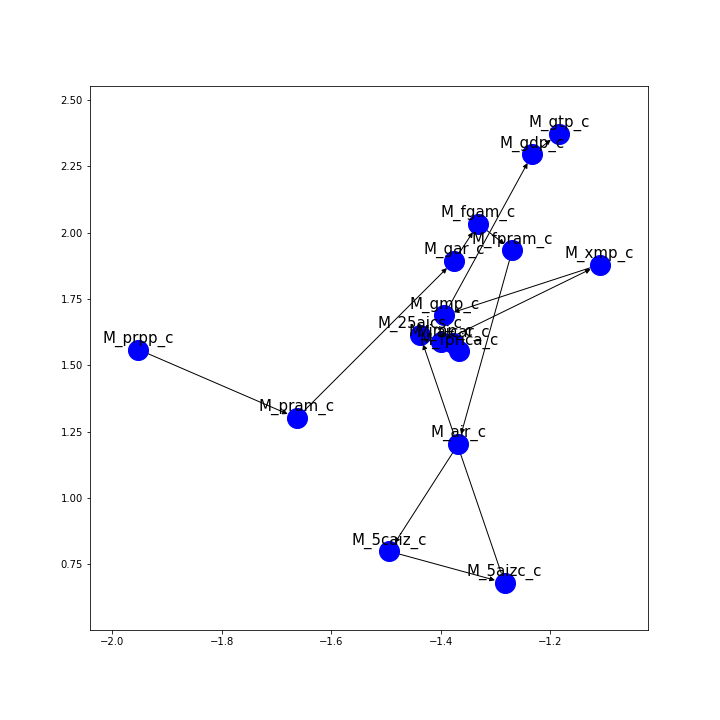 2.50
2.25
2.00
1.75
1.50
1.25
1.00
0.75
M_gtp_c
M_gdp_c
M_fgam_c
M_fpram_c
M_gar_c
M_xmp_c
M_gmp_c
M_25aics_c
M_fprica_c
M_prpp_c
M_pram_c
M_air_c
M_5caiz_c
M_5aizc_c
−2.0
−1.8
−1.6
−1.4
−1.2